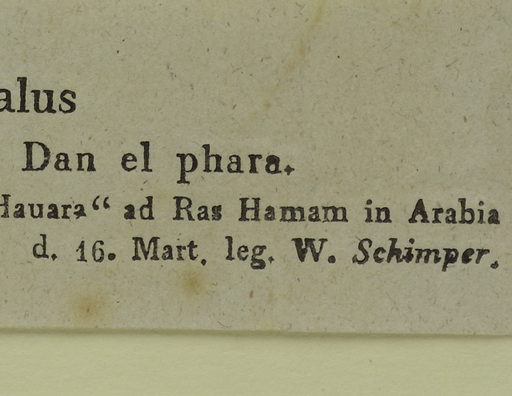 alus
Dan el phara.
Hauara“ ad Ras Hamam in Arabia
d. 16. Mart. leg. W. Schimper.